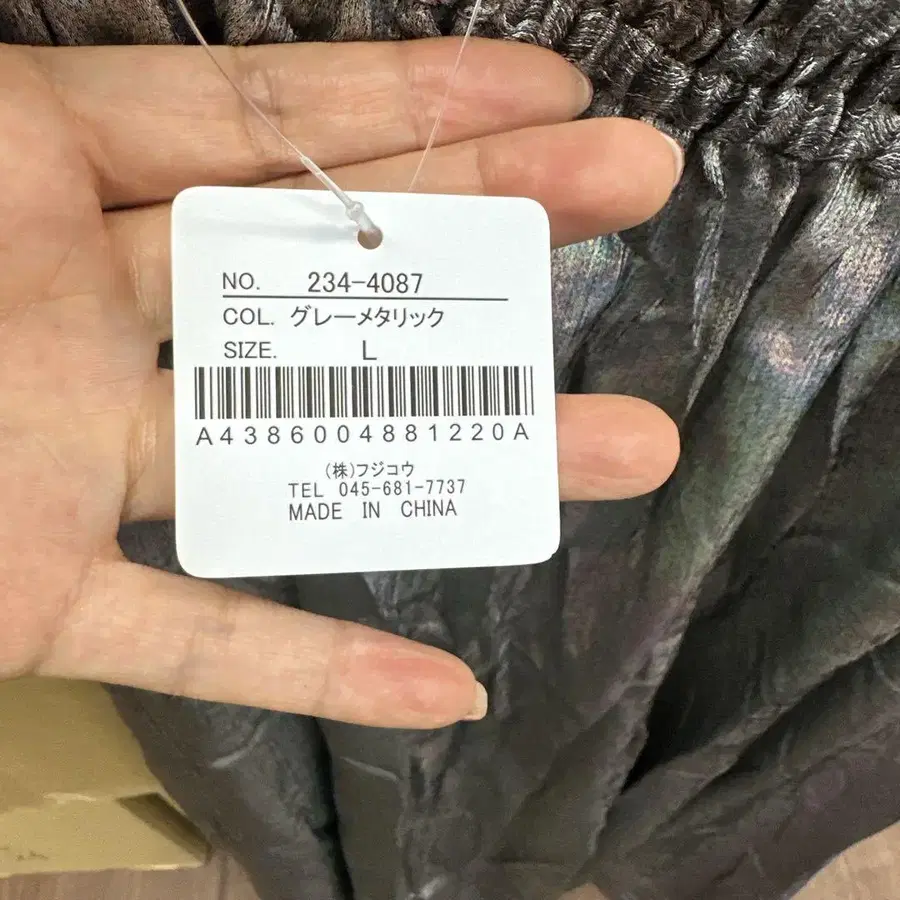 NO. 234-4087
COL. グレーメタリック
SIZE. L
A4386004881220A
(株)フジコウ
TEL 045-681-7737
MADE IN CHINA